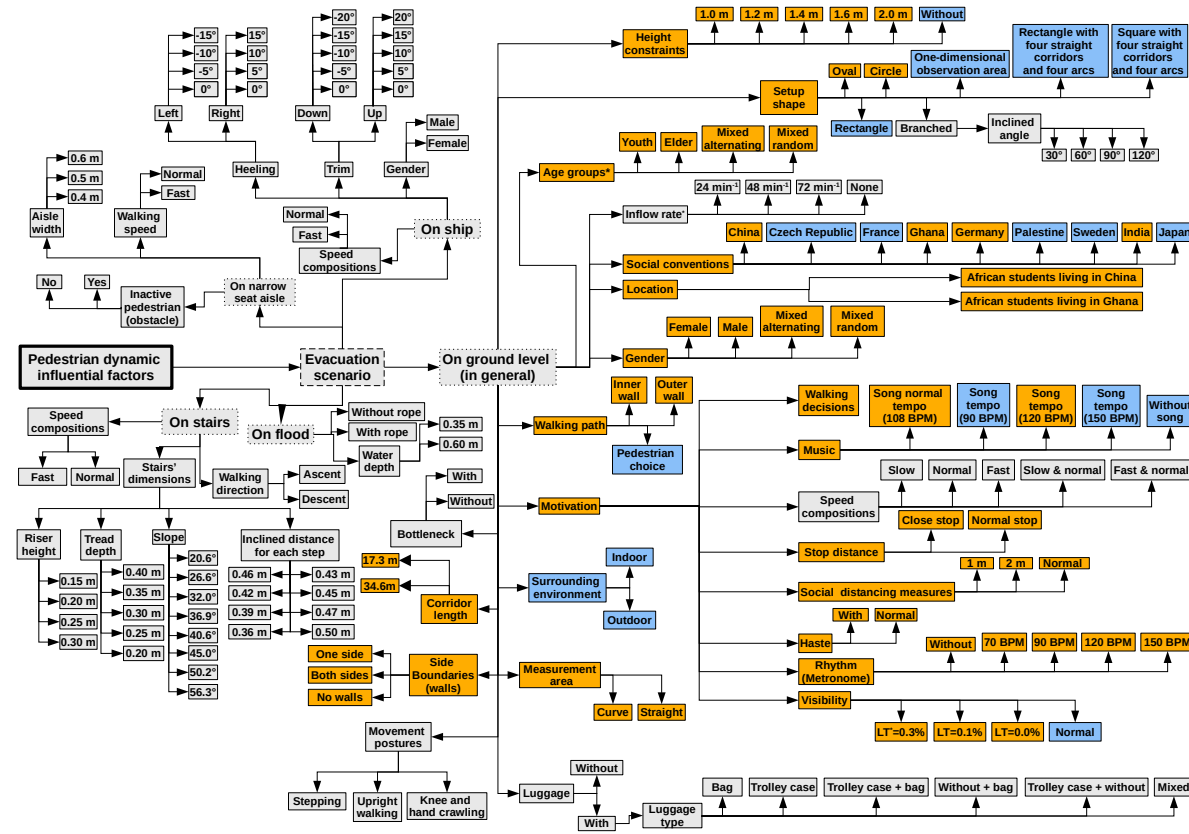 -15°
-10°
-5°
0°
15°
10°
5°
0°
-20°
-15°
-10°
-5°
0°
20°
15°
10°
5°
0°
Left
Right
Down
Up
Male
Female
Heeling
Trim
Gender
0.6 m
0.5 m
0.4 m
Normal
Fast
Aisle
width
Walking
speed
Normal
Fast
Speed
compositions
On ship
No
Yes
Inactive
pedestrian
(obstacle)
On narrow
seat aisle
Pedestrian dynamic
influential factors
Evacuation
scenario
On ground level
(in general)
Speed
compositions
Fast
Normal
On stairs
On flood
Without rope
With rope
Water
depth
0.35 m
0.60 m
Stairs’
dimensions
Walking
direction
Ascent
Descent
Riser
height
0.15 m
0.20 m
0.25 m
0.30 m
Tread
depth
0.40 m
0.35 m
0.30 m
0.25 m
0.20 m
Slope
20.6°
26.6°
32.0°
36.9°
40.6°
45.0°
50.2°
56.3°
Inclined distance
for each step
0.46 m
0.43 m
0.42 m
0.45 m
0.39 m
0.47 m
0.36 m
0.50 m
Height
constraints
1.0 m
1.2 m
1.4 m
1.6 m
2.0 m
Without
Setup
shape
Oval
Circle
One-dimensional
observation area
Rectangle with
four straight
corridors
and four arcs
Square with
four straight
corridors
and four arcs
Rectangle
Branched
Inclined
angle
30°
60°
90°
120°
Age groups*
Youth
Elder
Mixed
alternating
Mixed
random
Inflow rate*
24 min⁻¹
48 min⁻¹
72 min⁻¹
None
Social conventions
China
Czech Republic
France
Ghana
Germany
Palestine
Sweden
India
Japan
Location
African students living in China
African students living in Ghana
Gender
Female
Male
Mixed
alternating
Mixed
random
Walking path
Inner
wall
Outer
wall
Pedestrian
choice
Motivation
Walking
decisions
Music
Song normal
tempo
(108 BPM)
Song
tempo
(90 BPM)
Song
tempo
(120 BPM)
Song
tempo
(150 BPM)
Without
song
Speed
compositions
Slow
Normal
Fast
Slow & normal
Fast & normal
Stop distance
Close stop
Normal stop
Social distancing measures
1 m
2 m
Normal
Haste
With
Normal
Rhythm
(Metronome)
Without
70 BPM
90 BPM
120 BPM
150 BPM
Visibility
LT*=0.3%
LT=0.1%
LT=0.0%
Normal
Bottleneck
With
Without
Surrounding
environment
Indoor
Outdoor
Corridor
length
17.3 m
34.6m
Measurement
area
Curve
Straight
Side
Boundaries
(walls)
One side
Both sides
No walls
Movement
postures
Stepping
Upright
walking
Knee and
hand crawling
Luggage
Without
With
Luggage
type
Bag
Trolley case
Trolley case + bag
Without + bag
Trolley case + without
Mixed